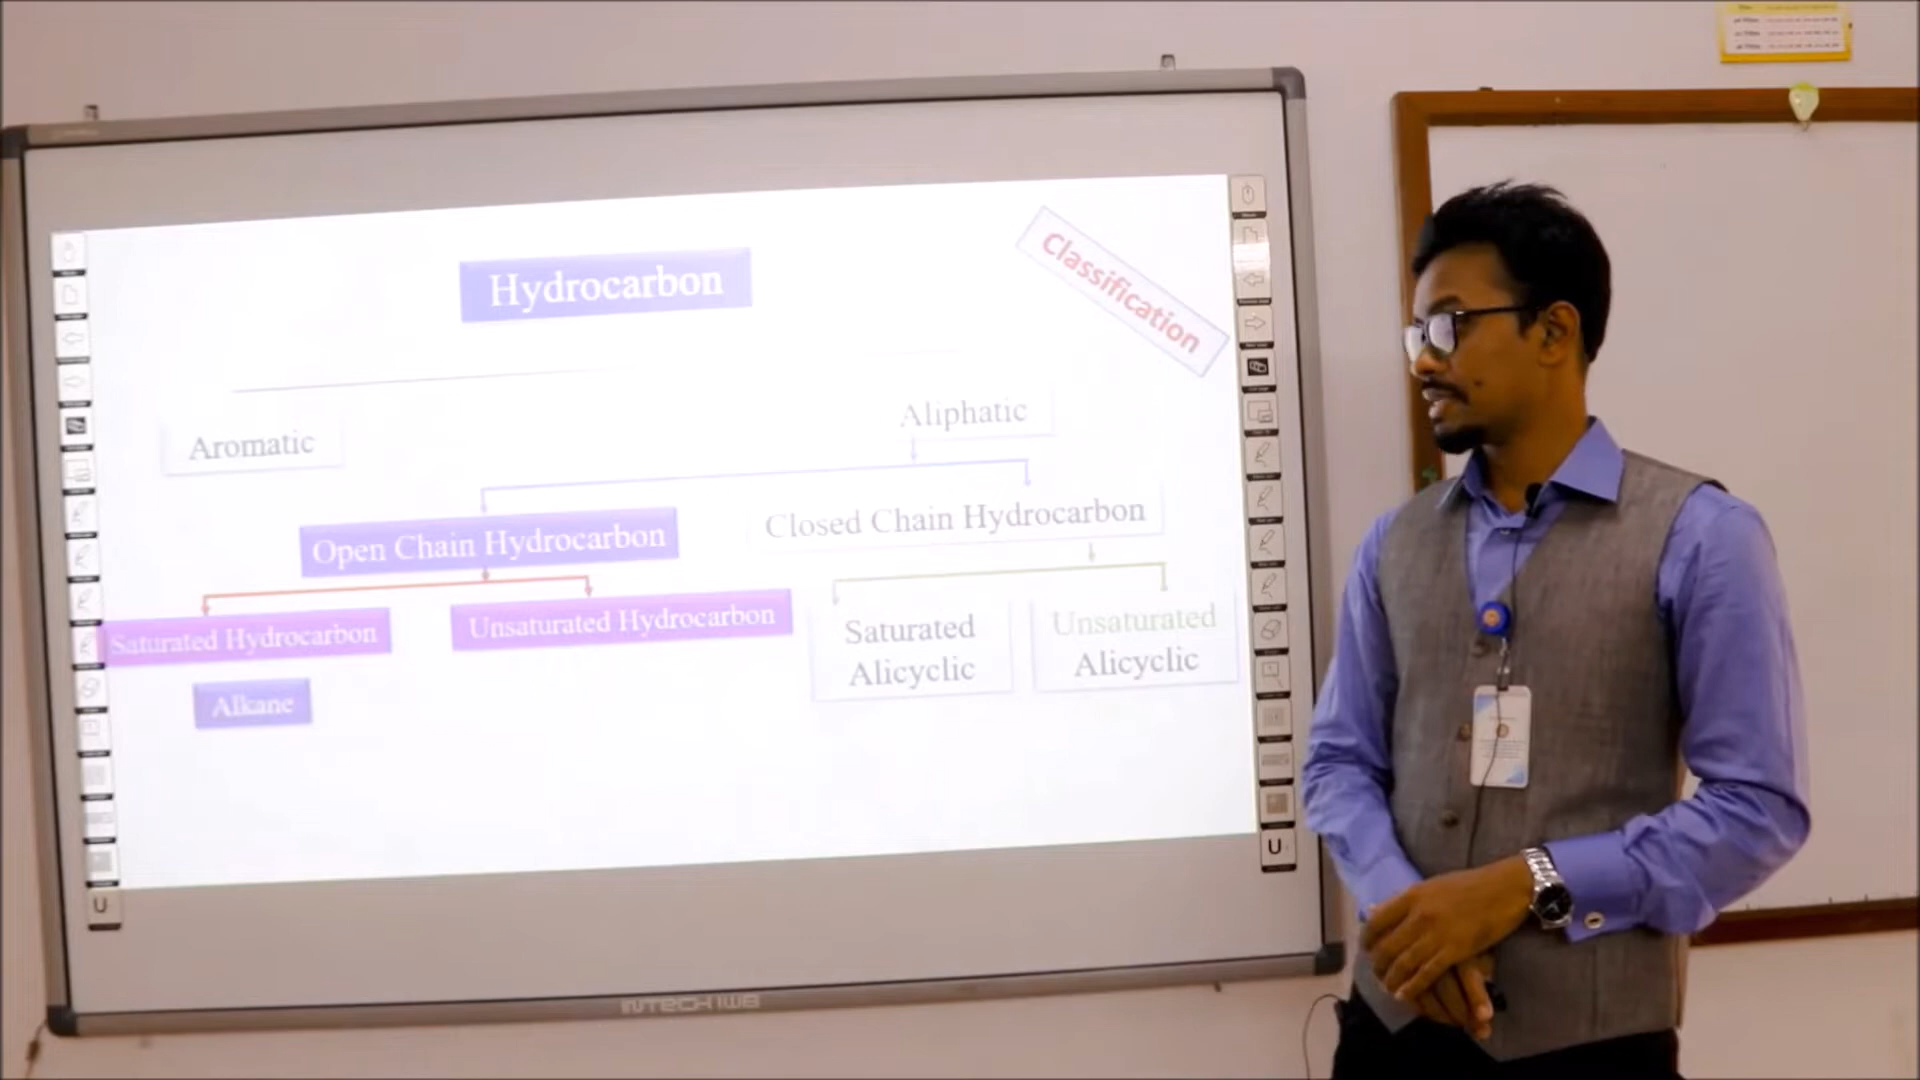 Hydrocarbon
Classification
Aromatic
Aliphatic
Open Chain Hydrocarbon
Closed Chain Hydrocarbon
Saturated Hydrocarbon
Unsaturated Hydrocarbon
Saturated
Alicyclic
Unsaturated
Alicyclic
Alkane
U
U
INTECH IWB